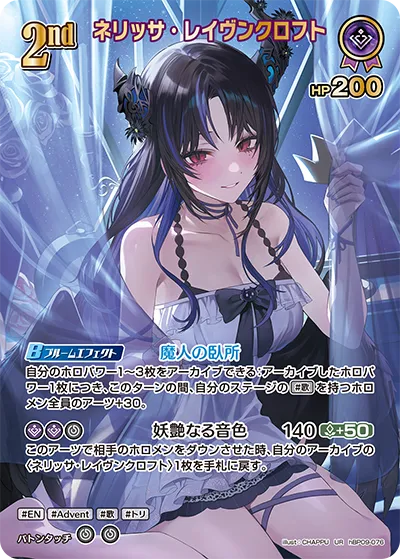 2nd ネリッサ・レイヴンクロフト
HP200
Bブルームエフェクト 魔人の臥所
自分のホロパワー1～3枚をアーカイブできる：アーカイブしたホロパ
ワー1枚につき、このターンの間、自分のステージの#歌を持つホロ
メン全員のアーツ+30。
妖艶なる音色 140 +50
このアーツで相手のホロメンをダウンさせた時、自分のアーカイブの
〈ネリッサ・レイヴンクロフト〉1枚を手札に戻す。
#EN #Advent #歌 #トリ
バトンタッチ illust：CHAPPU UR hBP09-076